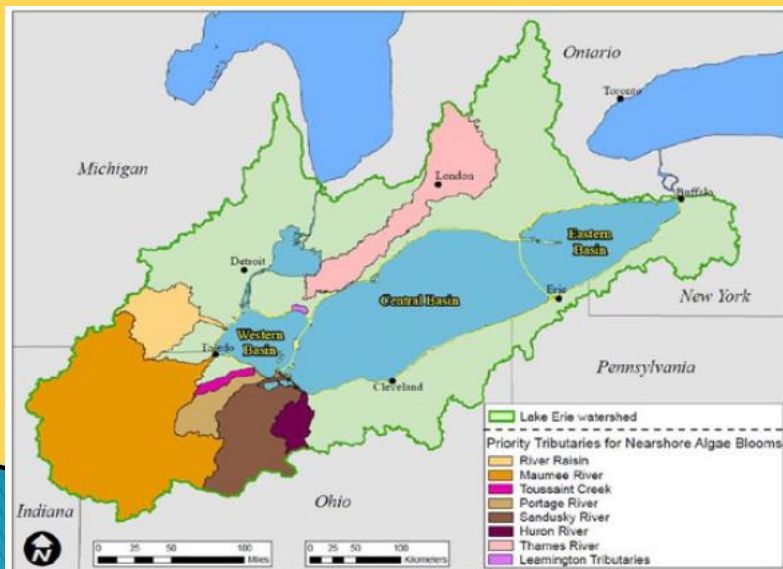 Ontario
Toronto
Michigan
London
Buffalo
Eastern
Basin
Detroit
Central Basin
Erie
New York
Western
Basin
Toledo
Cleveland
Pennsylvania
Lake Erie watershed
Priority Tributaries for Nearshore Algae Blooms
River Raisin
Maumee River
Toussaint Creek
Portage River
Sandusky River
Huron River
Thames River
Leamington Tributaries
Indiana
Ohio
N
0 25 50 100
Miles
0 25 50 100
Kilometers